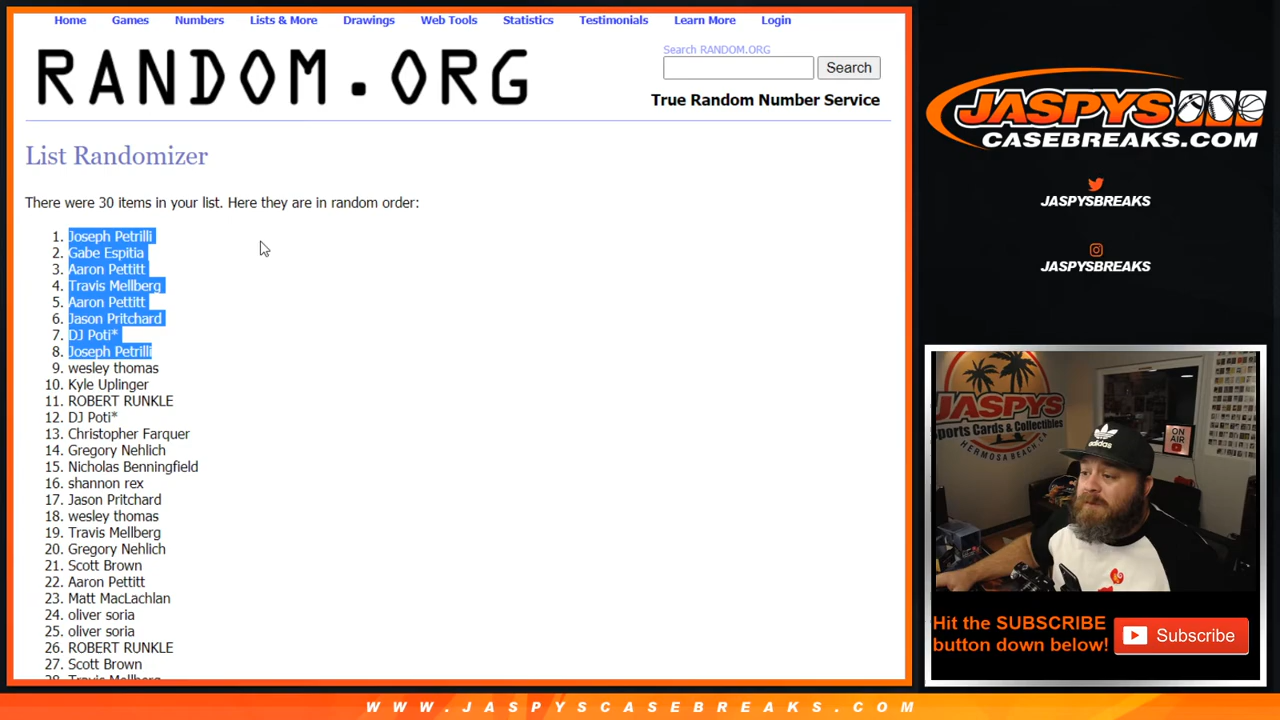 Home Games Numbers Lists & More Drawings Web Tools Statistics Testimonials Learn More Login
RANDOM.ORG
Search RANDOM.ORG
Search
True Random Number Service
List Randomizer
There were 30 items in your list. Here they are in random order:
1. Joseph Petrilli
2. Gabe Espitia
3. Aaron Pettitt
4. Travis Mellberg
5. Aaron Pettitt
6. Jason Pritchard
7. DJ Poti*
8. Joseph Petrilli
9. wesley thomas
10. Kyle Uplinger
11. ROBERT RUNKLE
12. DJ Poti*
13. Christopher Farquer
14. Gregory Nehlich
15. Nicholas Benningfield
16. shannon rex
17. Jason Pritchard
18. wesley thomas
19. Travis Mellberg
20. Gregory Nehlich
21. Scott Brown
22. Aaron Pettitt
23. Matt MacLachlan
24. oliver soria
25. oliver soria
26. ROBERT RUNKLE
27. Scott Brown
28. Travis Mellberg
JASPYS
CASEBREAKS.COM
JASPYSBREAKS
JASPYSBREAKS
JASPYS
Sports Cards & Collectibles
HERMOSA BEACH, CA
ON AIR
adidas
Hit the SUBSCRIBE
button down below!
Subscribe
WWW.JASPYSCASEBREAKS.COM